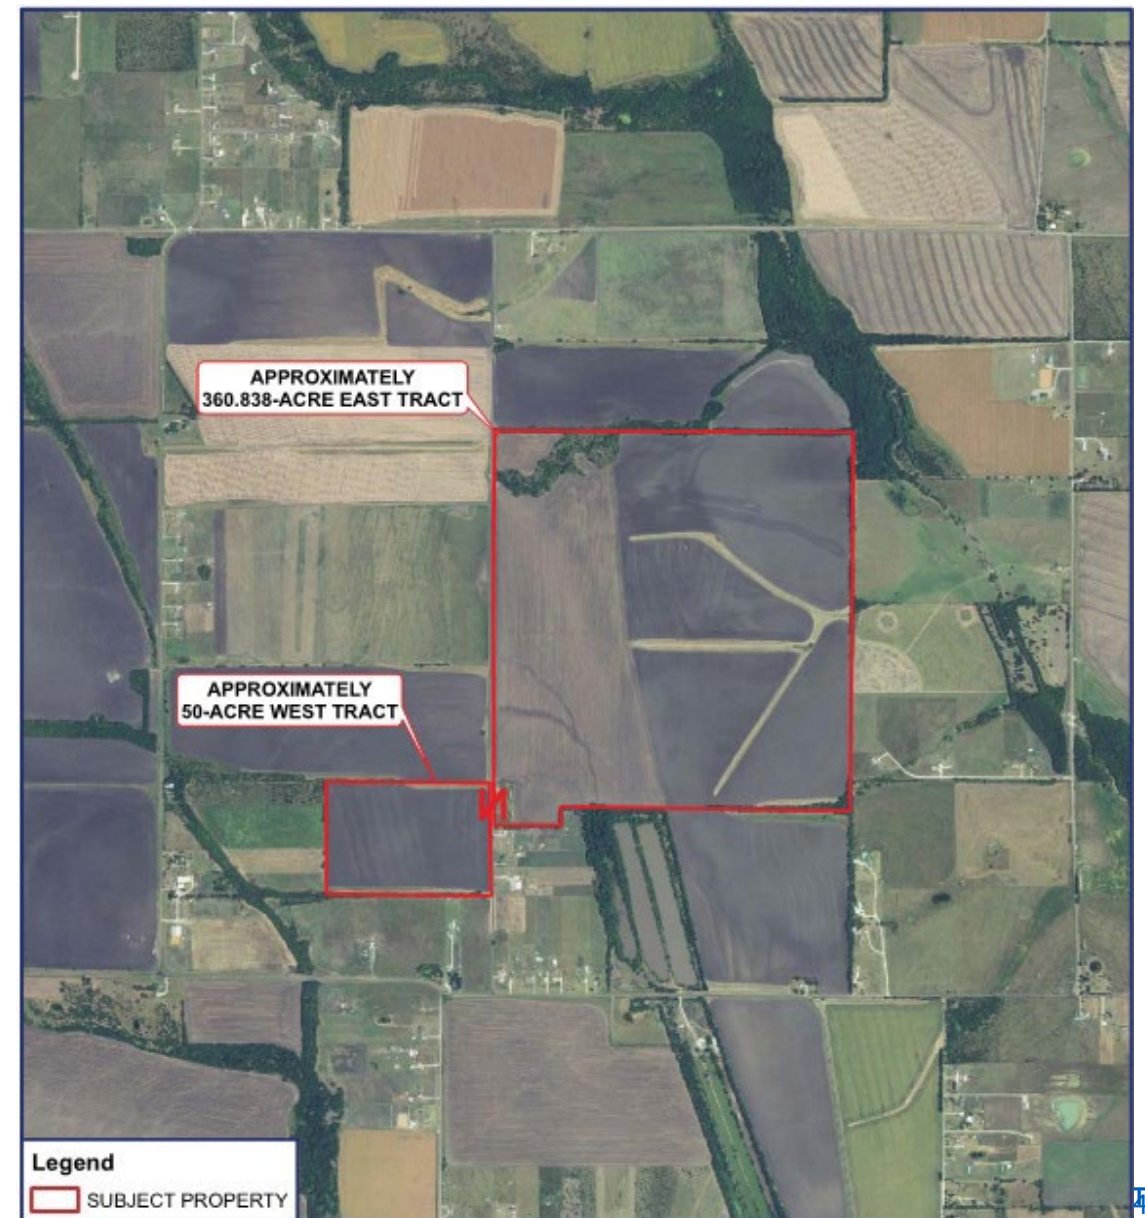 APPROXIMATELY
360.838-ACRE EAST TRACT
APPROXIMATELY
50-ACRE WEST TRACT
Legend
SUBJECT PROPERTY